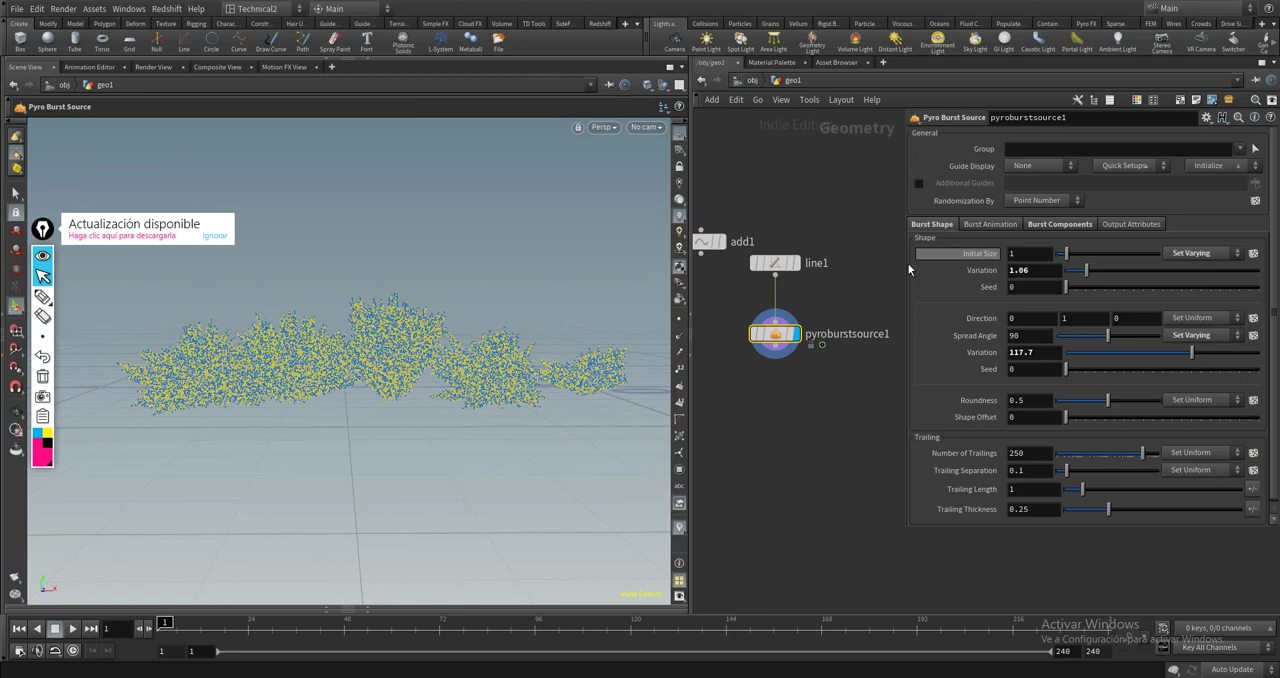 File Edit Render Assets Windows Redshift Help Technical2 Main Main
Create Modify Model Polygon Deform Texture Rigging Charac... Constr... Hair U... Guide... Guide... Terrai... Simple FX Cloud FX Volume TD Tools SideF... Redshift
Lights a... Collisions Particles Grains Vellum Rigid B... Particle... Viscous... Oceans Fluid C... Populate... Contain... Pyro FX Sparse... FEM Wires Crowds Drive Si...
Box Sphere Tube Torus Grid Null Line Circle Curve Draw Curve Path Spray Paint Font Platonic Solids L-System Metaball File
Camera Point Light Spot Light Area Light Geometry Light Volume Light Distant Light Environment Light Sky Light GI Light Caustic Light Portal Light Ambient Light Stereo Camera VR Camera Switcher
Scene View Animation Editor Render View Composite View Motion FX View
/obj/geo1 Material Palette Asset Browser
obj geo1
obj geo1
Pyro Burst Source
Add Edit Go View Tools Layout Help
Persp No cam
Indie Edition
Geometry
Pyro Burst Source pyroburstsource1
General
Group
Guide Display None Quick Setups Initialize
Additional Guides
Randomization By Point Number
Burst Shape Burst Animation Burst Components Output Attributes
Shape
Initial Size 1 Set Varying
Variation 1.06
Seed 0
Direction 0 1 0 Set Uniform
Spread Angle 90 Set Varying
Variation 117.7
Seed 0
Roundness 0.5 Set Uniform
Shape Offset 0
Trailing
Number of Trailings 250 Set Uniform
Trailing Separation 0.1 Set Uniform
Trailing Length 1 +/-
Trailing Thickness 0.25 +/-
add1
line1
pyroburstsource1
Actualización disponible
Haga clic aquí para descargarla Ignorar
abc
Indie Edition
1 1 24 48 72 96 120 144 168 192 216
1 1 240 240
Activar Windows
Ve a Configuración para activar Windows.
0 keys, 0/0 channels
Key All Channels
Auto Update